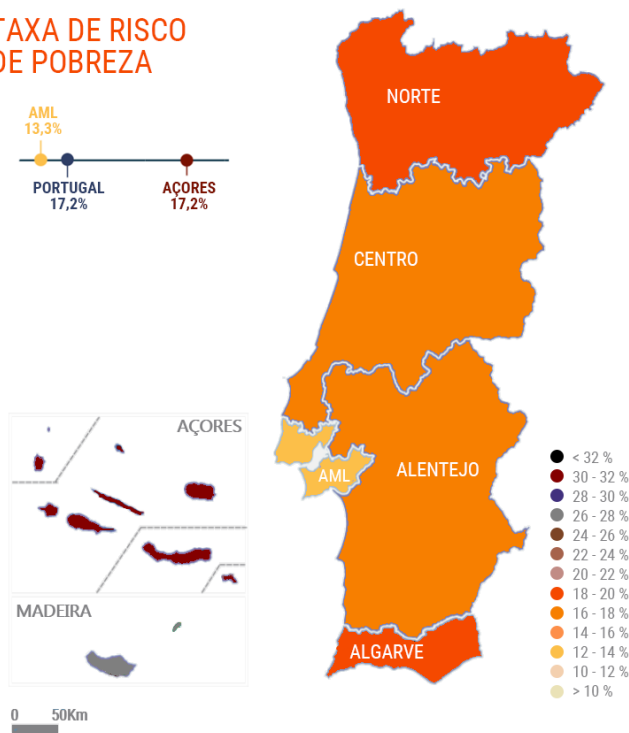 TAXA DE RISCO
DE POBREZA
AML
13,3%
PORTUGAL
17,2%
AÇORES
17,2%
NORTE
CENTRO
ALENTEJO
AML
ALGARVE
AÇORES
MADEIRA
0 50Km
< 32 %
30 - 32 %
28 - 30 %
26 - 28 %
24 - 26 %
22 - 24 %
20 - 22 %
18 - 20 %
16 - 18 %
14 - 16 %
12 - 14 %
10 - 12 %
> 10 %